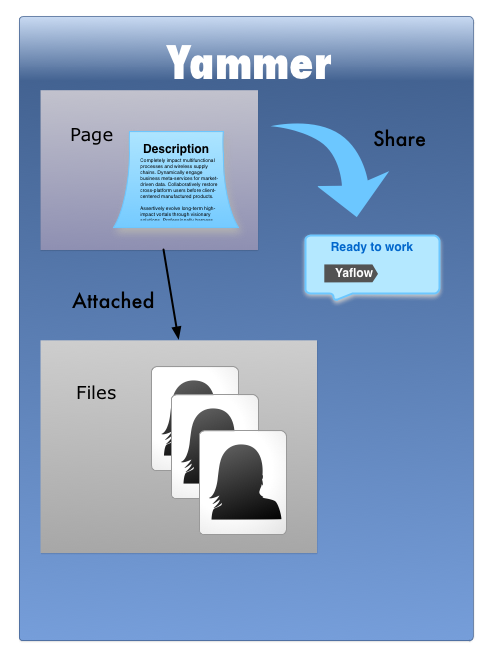 Yammer
Page
Description
Completely impact multifunctional
processes and wireless supply
chains. Dynamically engage
business meta-services for market-
driven data. Collaboratively restore
cross-platform users before client-
centered manufactured products.
Assertively evolve long-term high-
impact vortals through visionary
solutions.
Share
Ready to work
Yaflow
Attached
Files